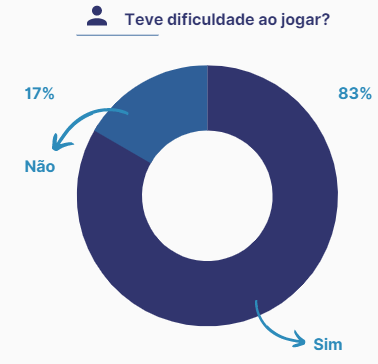 Teve dificuldade ao jogar?
17%
83%
Não
Sim